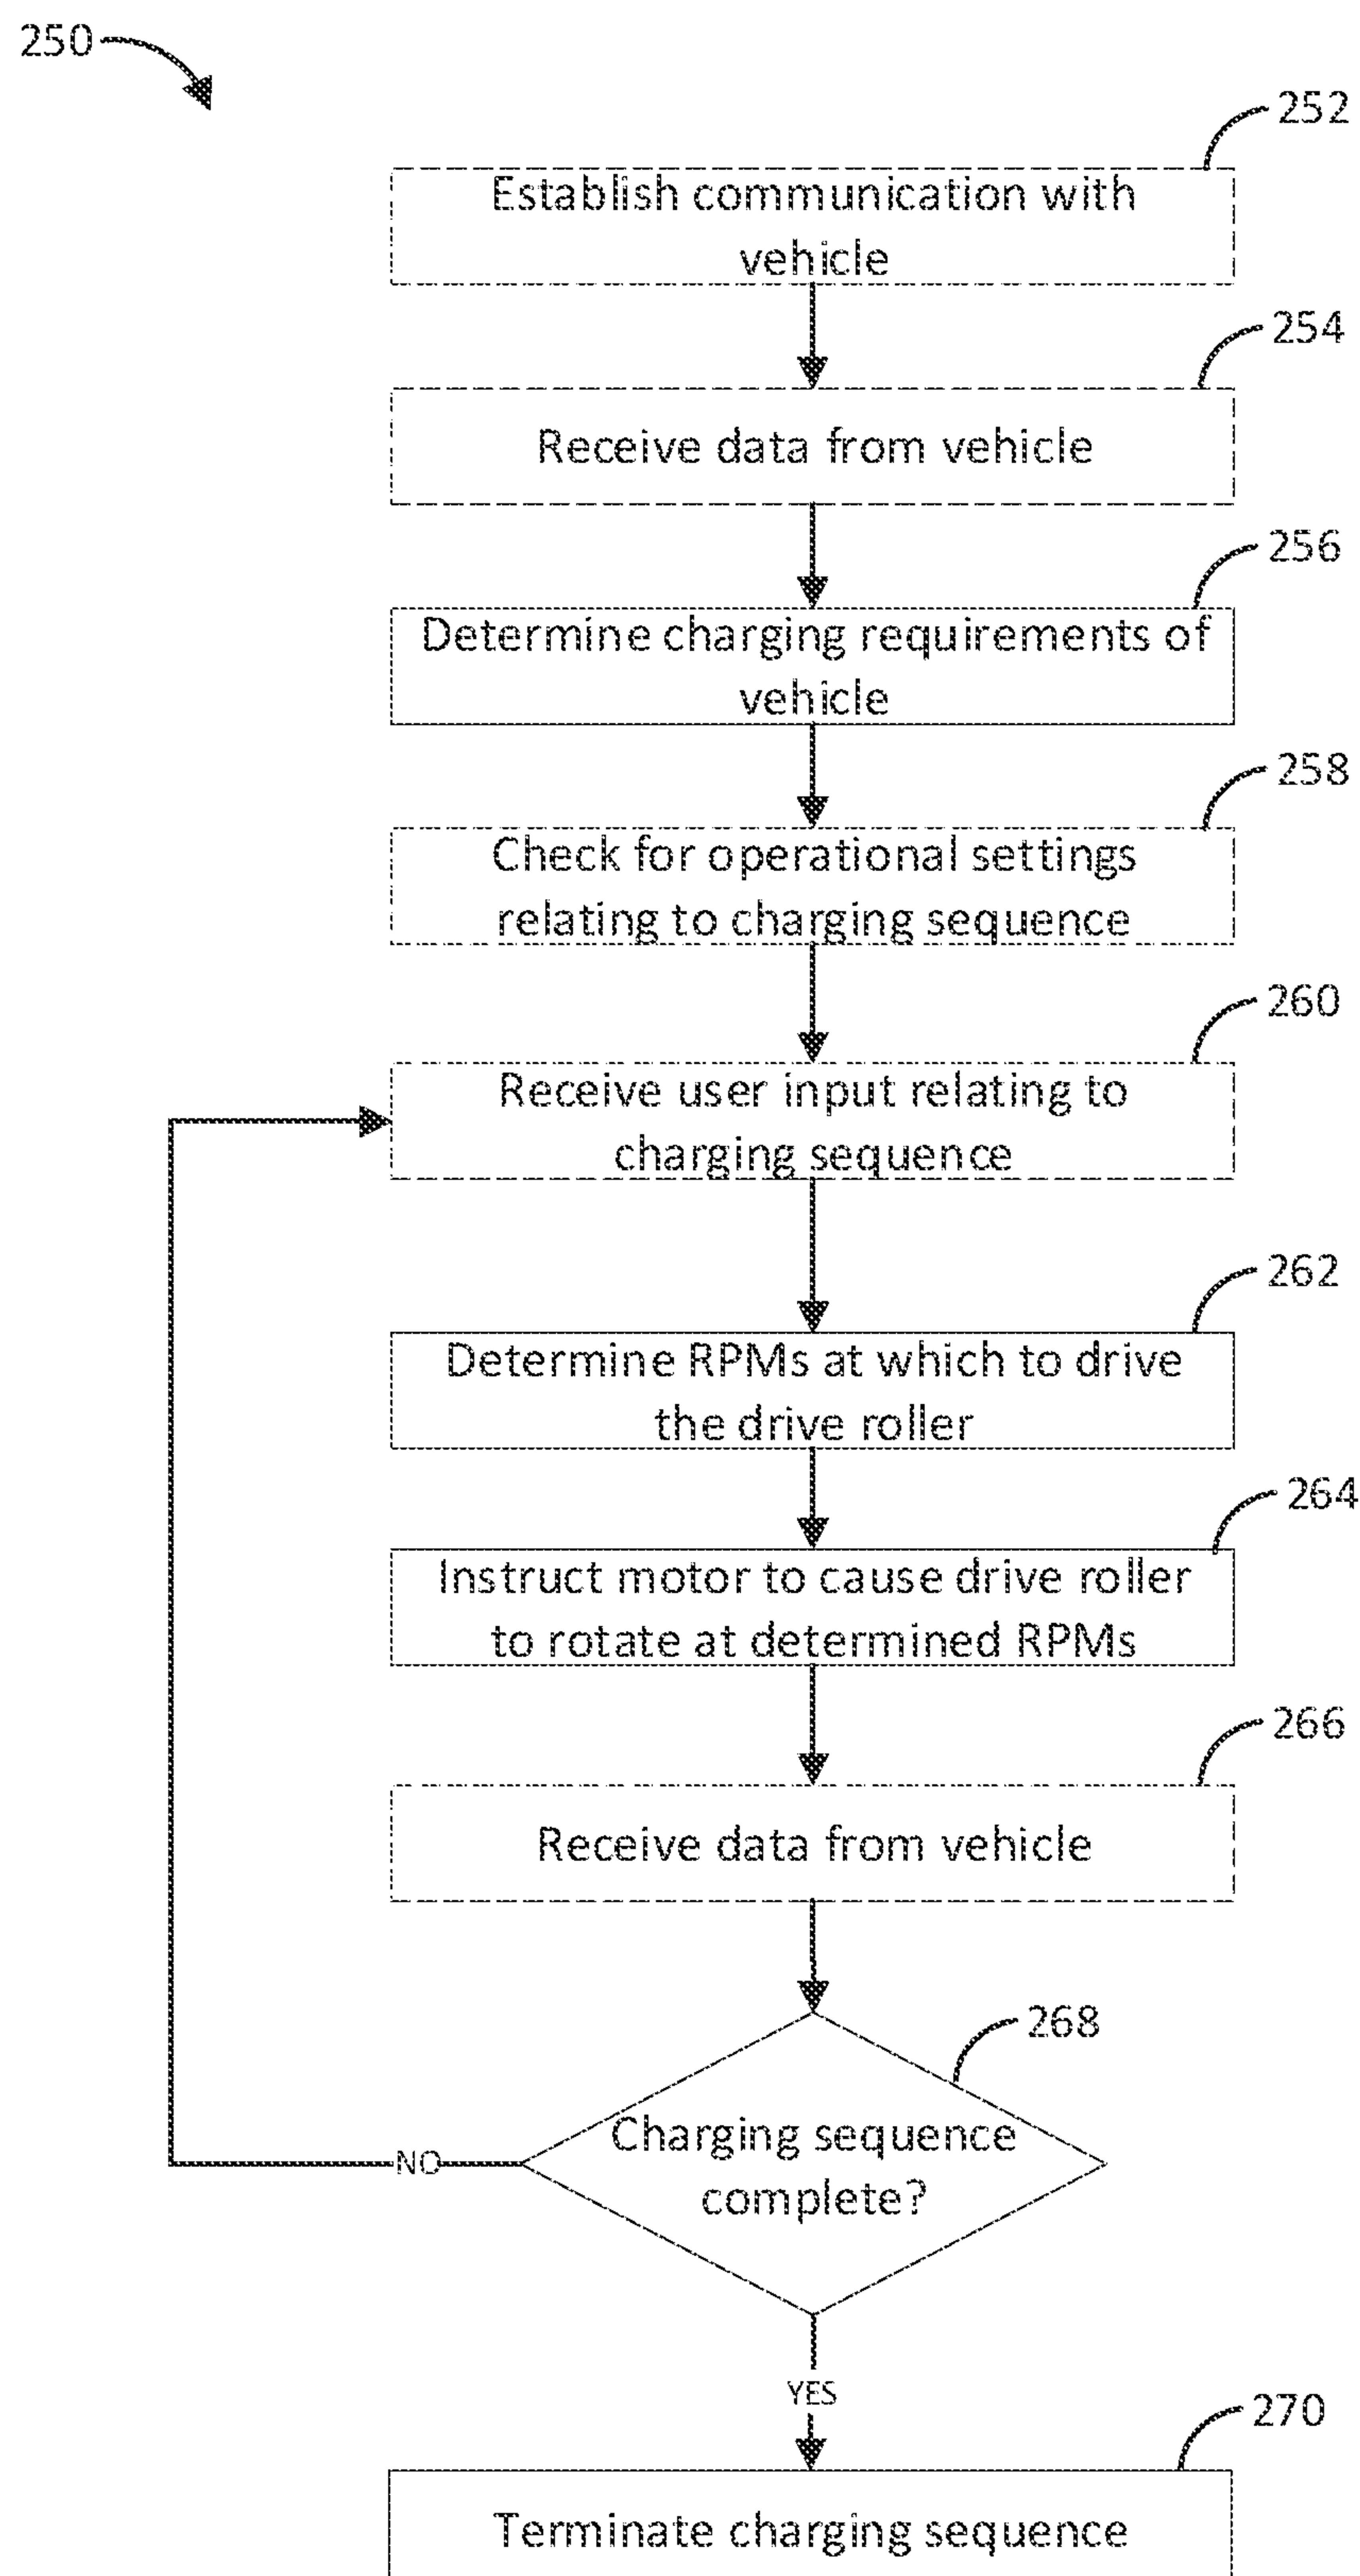 250
252
Establish communication with
vehicle
254
Receive data from vehicle
256
Determine charging requirements of
vehicle
258
Check for operational settings
relating to charging sequence
260
Receive user input relating to
charging sequence
262
Determine RPMs at which to drive
the drive roller
264
Instruct motor to cause drive roller
to rotate at determined RPMs
266
Receive data from vehicle
268
Charging sequence
complete?
NO
YES
270
Terminate charging sequence